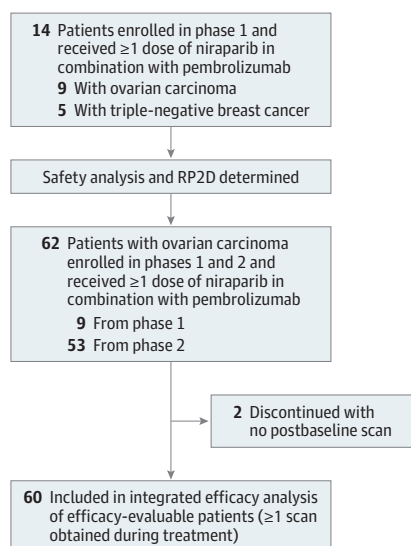 14 Patients enrolled in phase 1 and
received ≥1 dose of niraparib in
combination with pembrolizumab
9 With ovarian carcinoma
5 With triple-negative breast cancer
Safety analysis and RP2D determined
62 Patients with ovarian carcinoma
enrolled in phases 1 and 2 and
received ≥1 dose of niraparib in
combination with pembrolizumab
9 From phase 1
53 From phase 2
2 Discontinued with
no postbaseline scan
60 Included in integrated efficacy analysis
of efficacy-evaluable patients (≥1 scan
obtained during treatment)